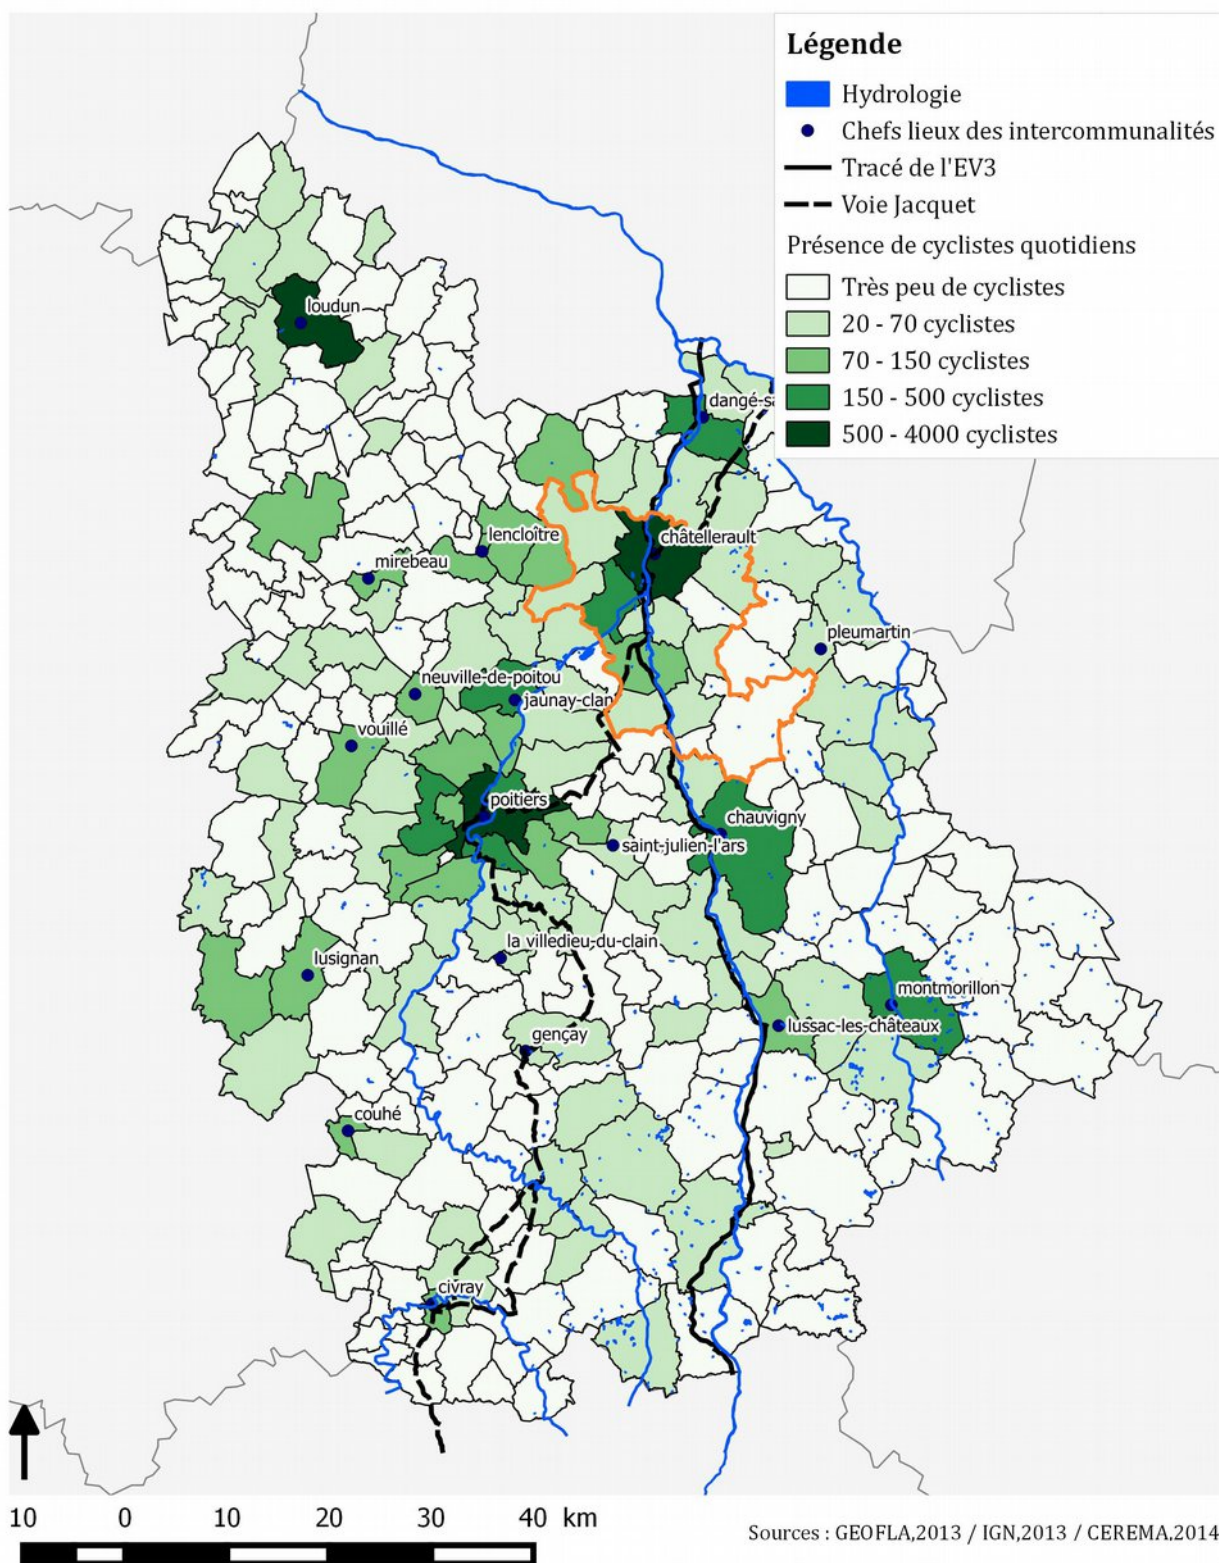 Légende
Hydrologie
Chefs lieux des intercommunalités
Tracé de l'EV3
Voie Jacquet
Présence de cyclistes quotidiens
Très peu de cyclistes
20 - 70 cyclistes
70 - 150 cyclistes
150 - 500 cyclistes
500 - 4000 cyclistes
loudun
dangé-sa
lencloître
châtellerault
mirebeau
pleumartin
neuville-de-poitou
jaunay-clan
vouillé
poitiers
chauvigny
saint-julien-l'ars
la villedieu-du-clain
lusignan
montmorillon
lussac-les-châteaux
gençay
couhé
civray
10 0 10 20 30 40 km
Sources : GEOFLA,2013 / IGN,2013 / CEREMA,2014